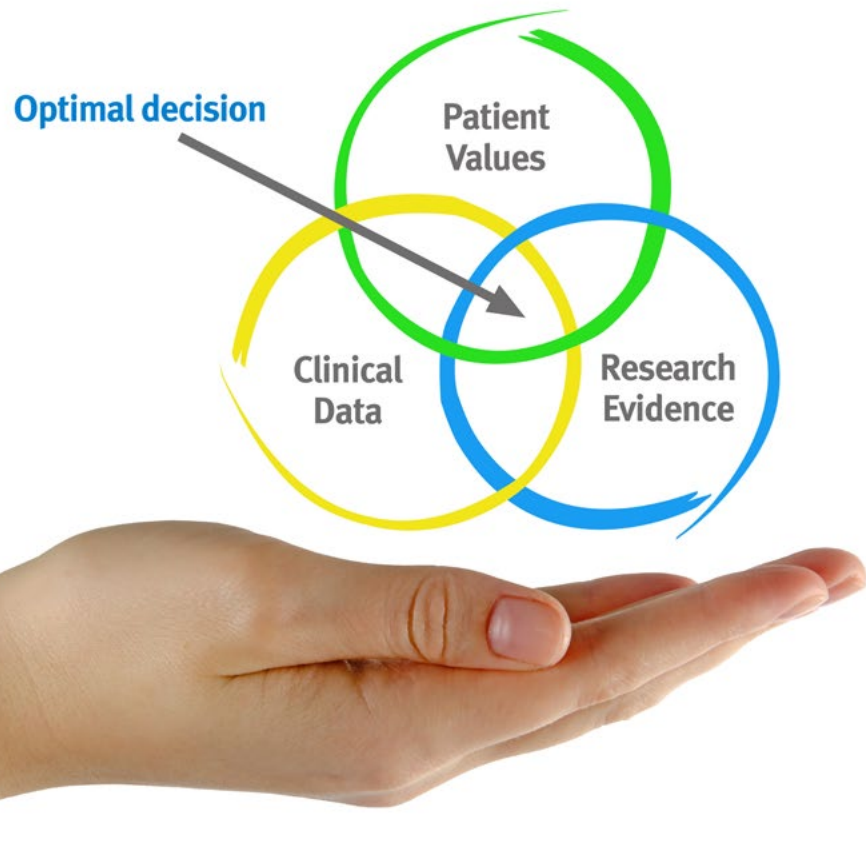 Optimal decision
Patient
Values
Clinical
Data
Research
Evidence